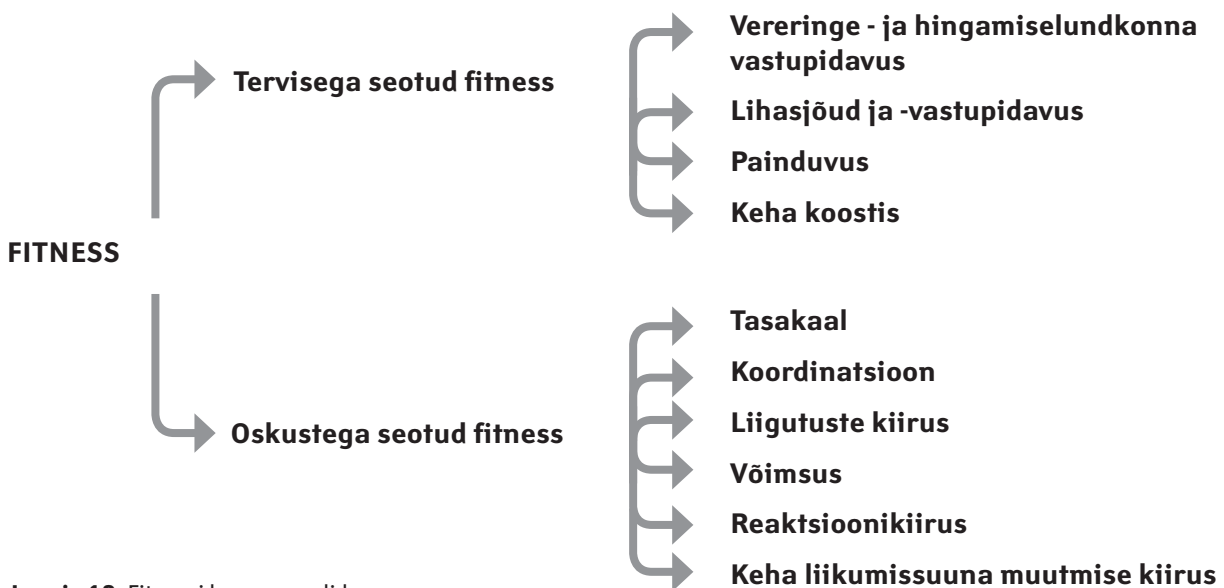 Vereringe - ja hingamiselundkonna
vastupidavus
Tervisega seotud fitness
Lihasjõud ja -vastupidavus
Painduvus
Keha koostis
FITNESS
Tasakaal
Koordinatsioon
Liigutuste kiirus
Oskustega seotud fitness
Võimsus
Reaktsioonikiirus
Keha liikumissuuna muutmise kiirus